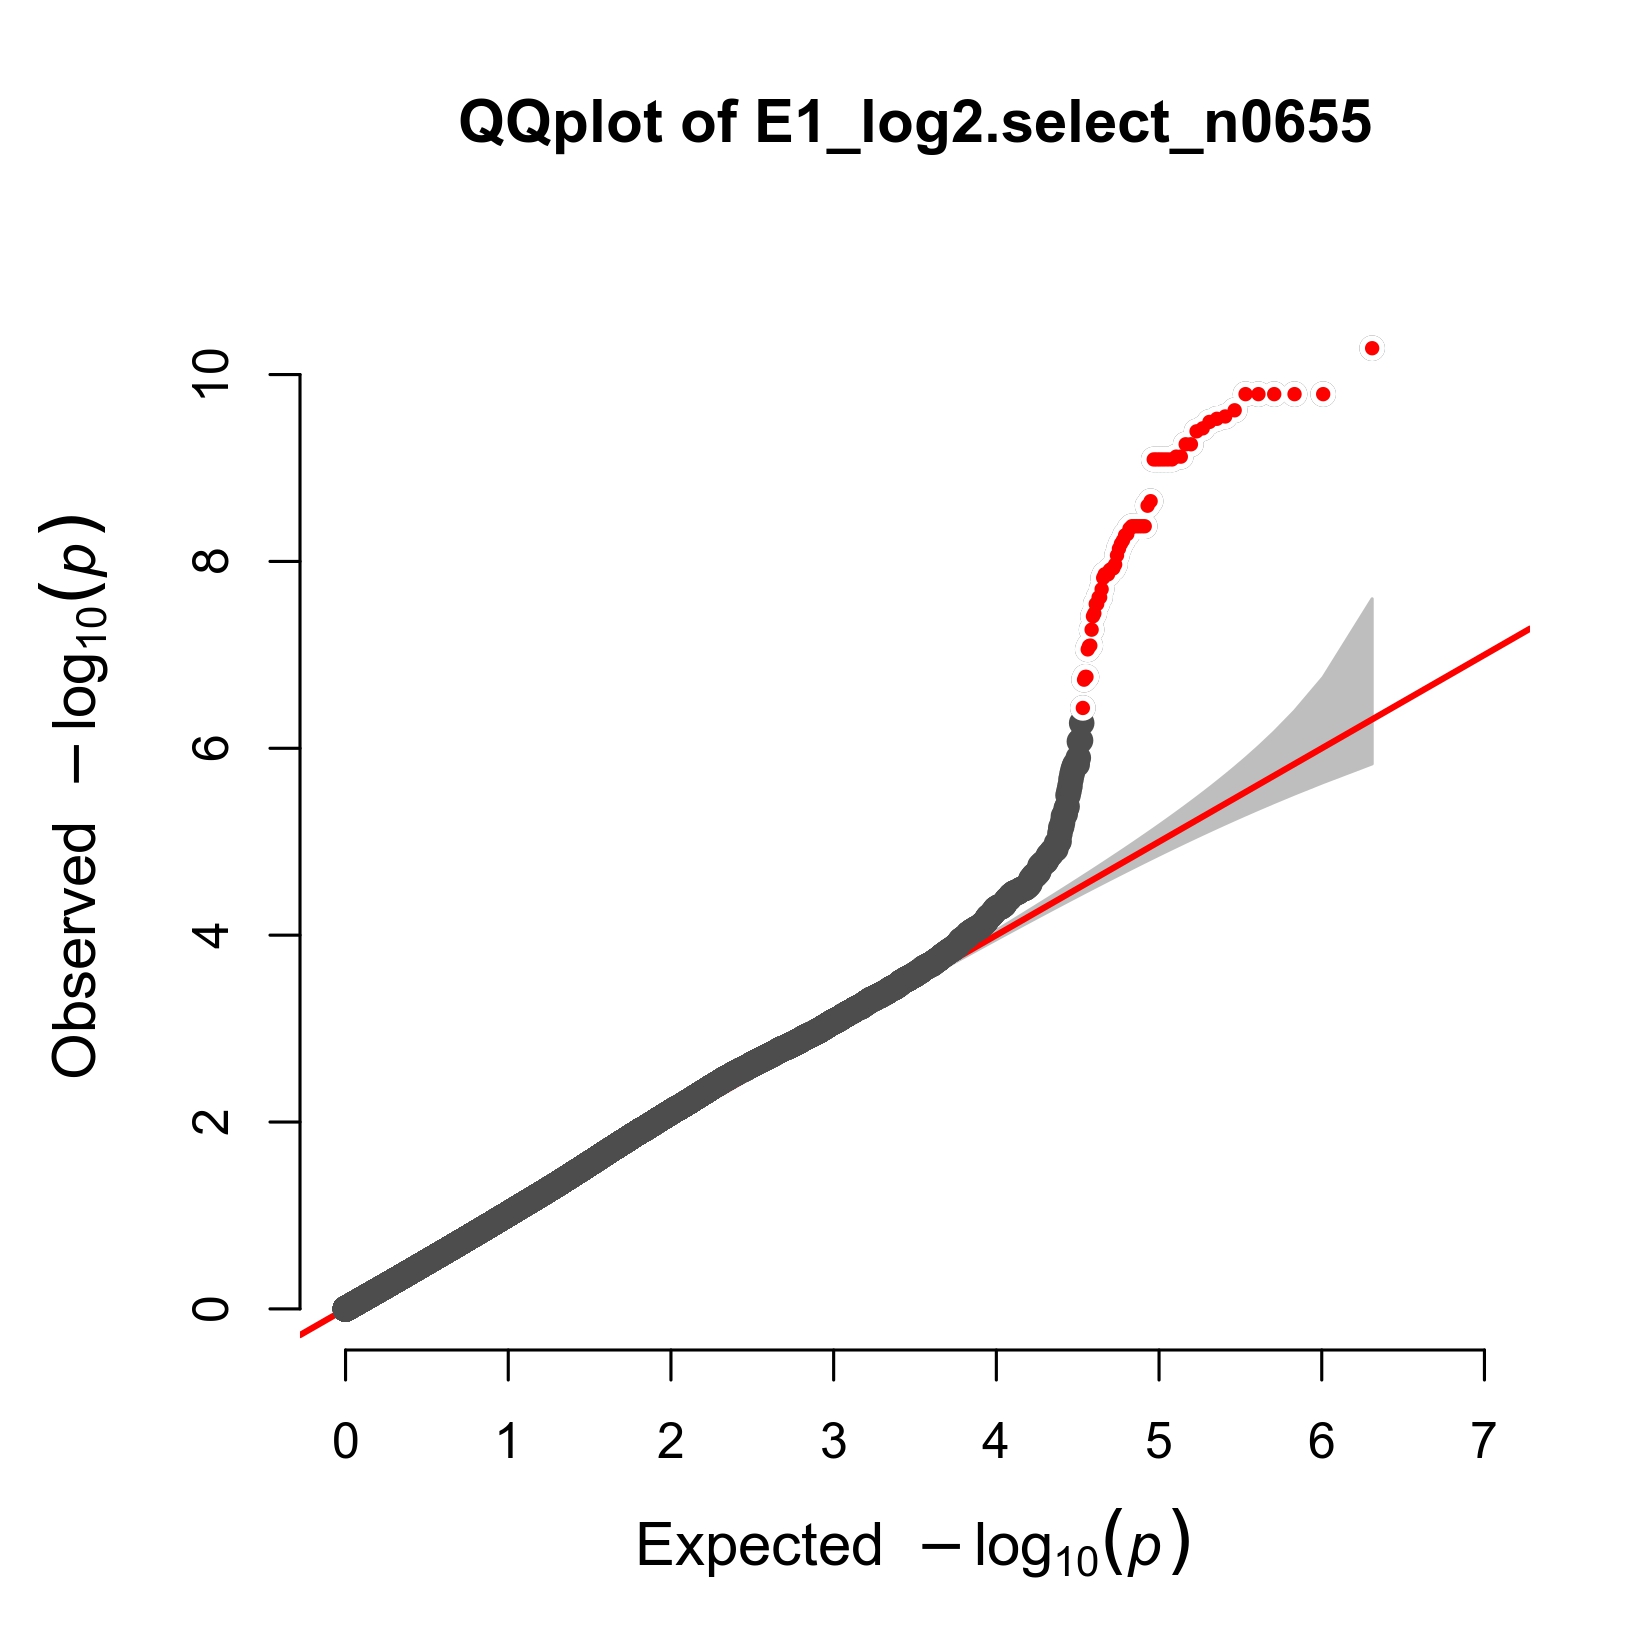 QQplot of E1_log2.select_n0655
10
8
6
4
2
0
Observed −log₁₀(p)
0 1 2 3 4 5 6 7
Expected −log₁₀(p)